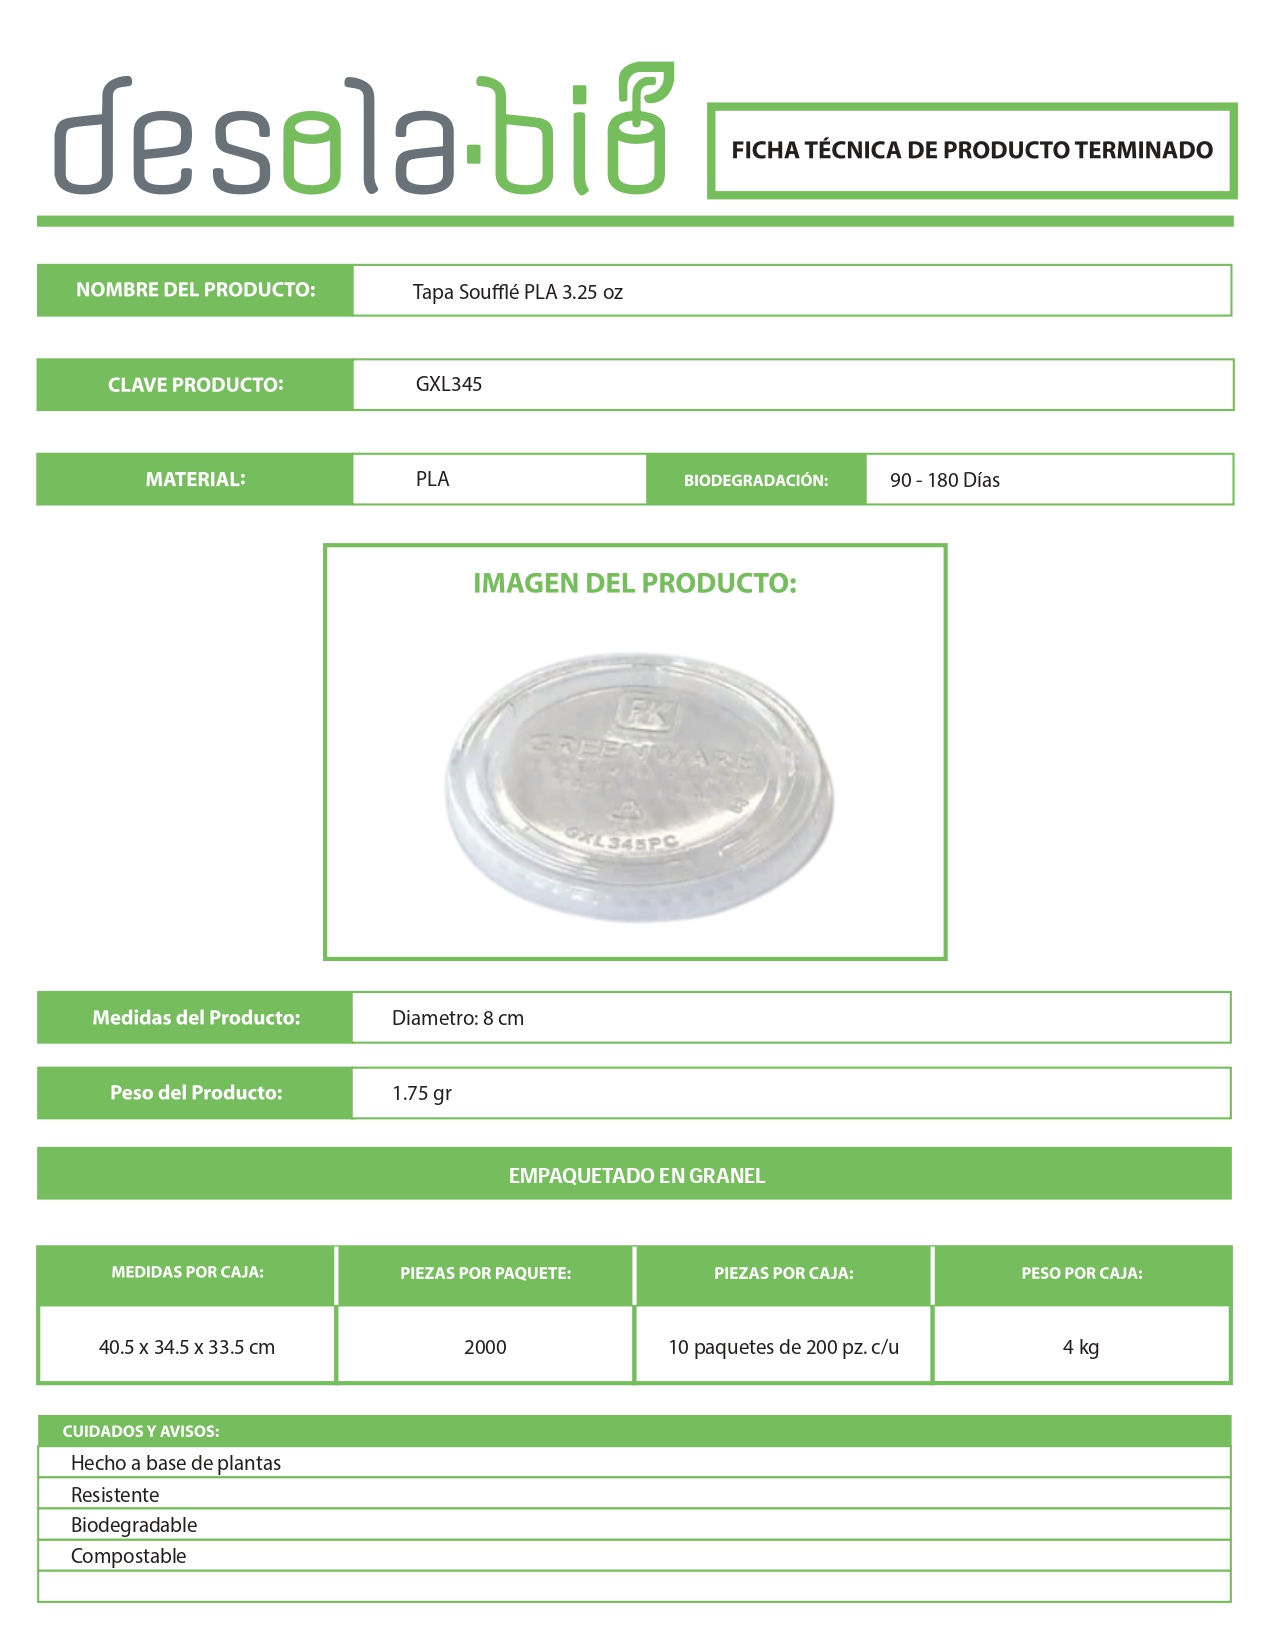 desola.bio
FICHA TÉCNICA DE PRODUCTO TERMINADO
NOMBRE DEL PRODUCTO: Tapa Soufflé PLA 3.25 oz
CLAVE PRODUCTO: GXL345
MATERIAL: PLA BIODEGRADACIÓN: 90 - 180 Días
IMAGEN DEL PRODUCTO:
FK
GREENWARE
GXL345PC
Medidas del Producto: Diametro: 8 cm
Peso del Producto: 1.75 gr
EMPAQUETADO EN GRANEL
MEDIDAS POR CAJA: PIEZAS POR PAQUETE: PIEZAS POR CAJA: PESO POR CAJA:
40.5 x 34.5 x 33.5 cm 2000 10 paquetes de 200 pz. c/u 4 kg
CUIDADOS Y AVISOS:
Hecho a base de plantas
Resistente
Biodegradable
Compostable